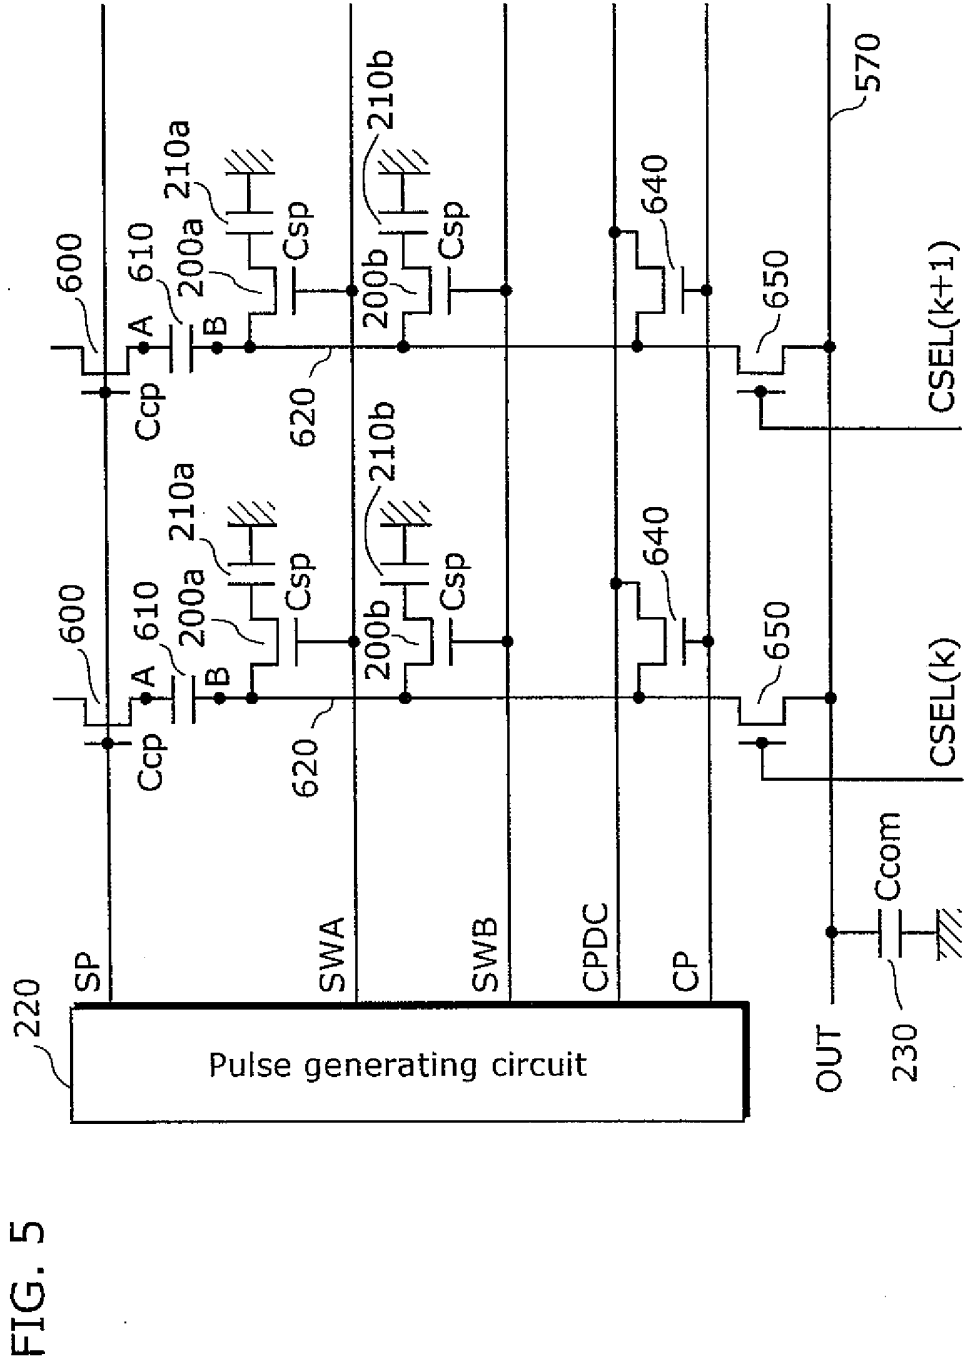 FIG. 5
220
Pulse generating circuit
SP
SWA
SWB
CPDC
CP
OUT
230
Ccom
600
A
610
Ccp
B
200a
210a
Csp
620
200b
210b
Csp
640
650
CSEL(k)
600
A
610
Ccp
B
200a
210a
Csp
620
200b
210b
Csp
640
650
CSEL(k+1)
570